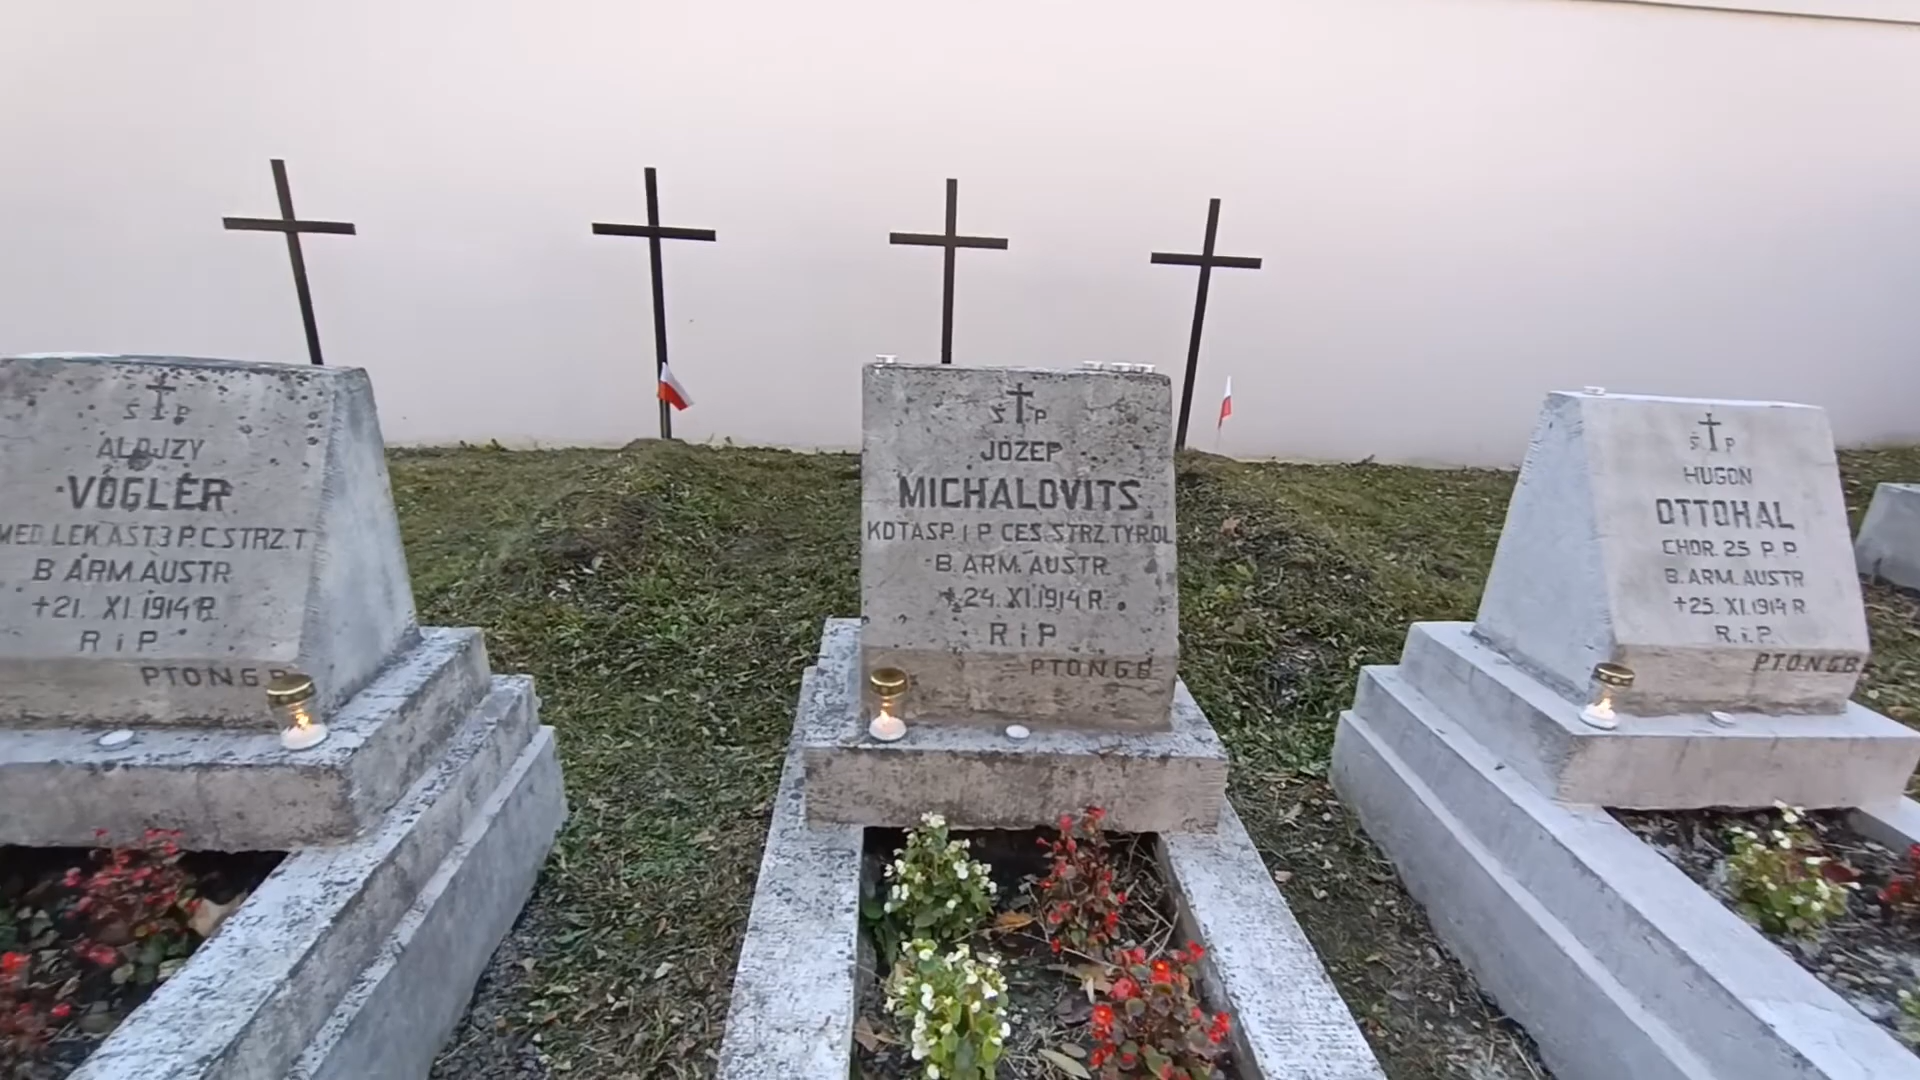 Ś P
ALOJZY
VOGLER
MED. LEK. AST. 3 P. C. STRZ. T.
B. ARM. AUSTR.
+ 21. XI. 1914 R.
R i P
PTONGB
Ś P
JÓZEF
MICHALOVITS
KDT ASP. 1 P. CES. STRZ. TYROL
B. ARM. AUSTR.
+ 24. XI. 1914 R.
R i P
PTONGB
Ś P
HUGON
OTTOHAL
CHOR. 25 P. P.
B. ARM. AUSTR.
+ 25. XI. 1914 R.
R. i. P.
P.T.O.N.G.B.